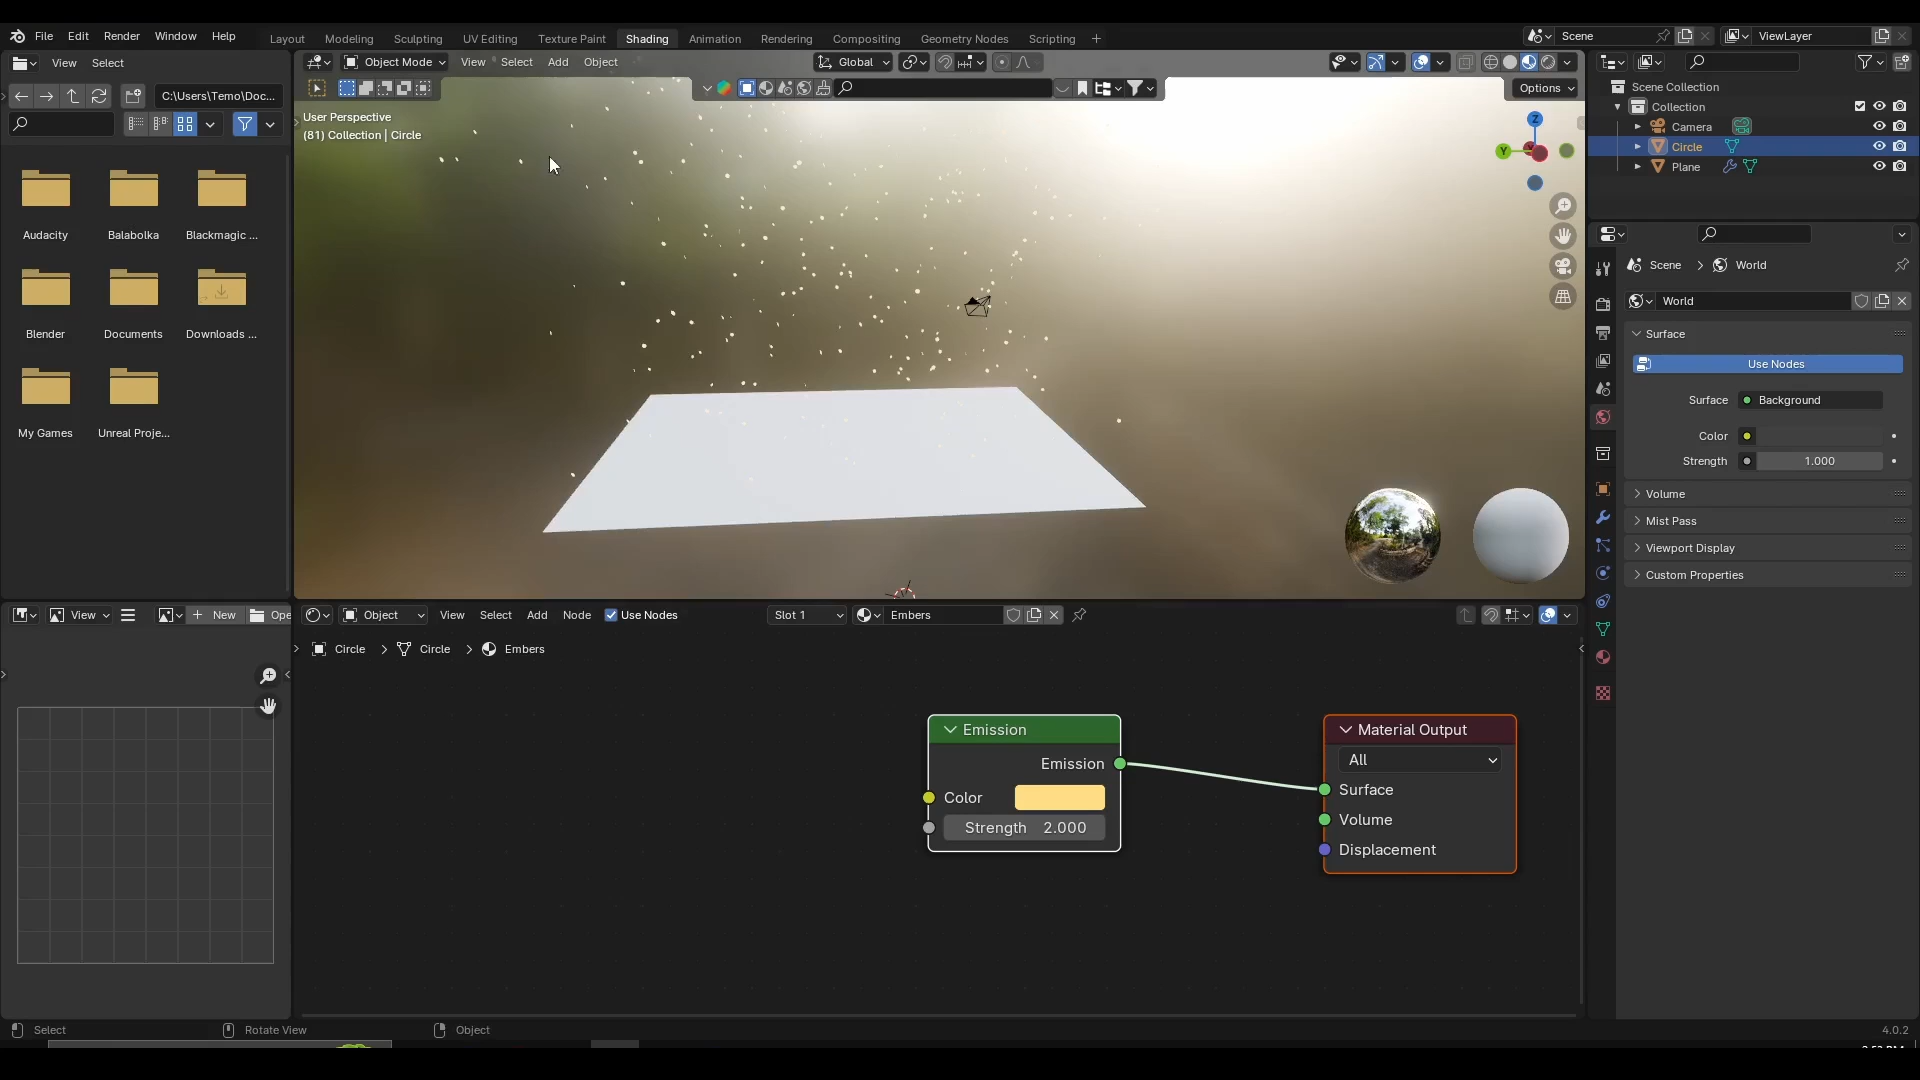 File Edit Render Window Help
Layout Modeling Sculpting UV Editing Texture Paint Shading Animation Rendering Compositing Geometry Nodes Scripting +
Scene
ViewLayer
View Select
Object Mode View Select Add Object
Global
C:\Users\Temo\Doc...
Options
User Perspective
(81) Collection | Circle
Z
Y
Scene Collection
Collection
Camera
Circle
Plane
Audacity Balabolka Blackmagic ...
Blender Documents Downloads ...
My Games Unreal Proje...
Scene > World
World
Surface
Use Nodes
Surface Background
Color
Strength 1.000
Volume
Mist Pass
Viewport Display
Custom Properties
View New Ope
Object View Select Add Node Use Nodes Slot 1 Embers
Circle > Circle > Embers
Emission
Emission
Color
Strength 2.000
Material Output
All
Surface
Volume
Displacement
Select Rotate View Object
4.0.2